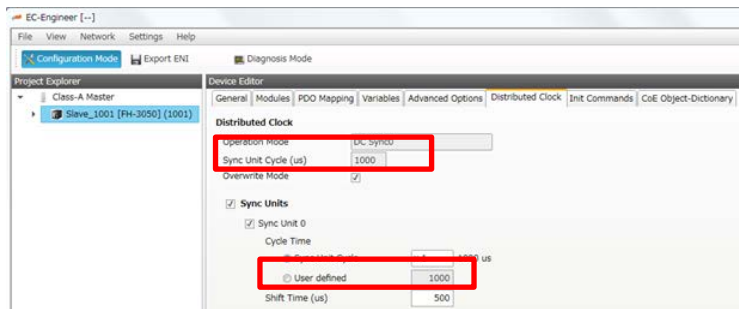 EC-Engineer [--]
File View Network Settings Help
Configuration Mode Export ENI Diagnosis Mode
Project Explorer
Device Editor
Class-A Master
Slave_1001 [FH-3050] (1001)
General Modules PDO Mapping Variables Advanced Options Distributed Clock Init Commands CoE Object-Dictionary
Distributed Clock
Operation Mode DC Sync0
Sync Unit Cycle (us) 1000
Overwrite Mode
Sync Units
Sync Unit 0
Cycle Time
Sync Unit Cycle 1000 us
User defined 1000
Shift Time (us) 500